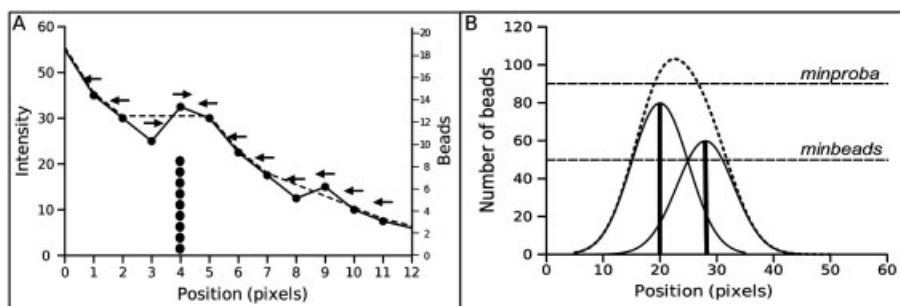 A
60
50
30
20
10
0
Intensity
0 1 2 3 4 5 6 7 8 9 10 11 12
Position (pixels)
20
18
16
14
12
10
8
6
4
2
0
Beads
B
120
100
80
60
40
20
0
Number of beads
minproba
minbeads
0 10 20 30 40 50 60
Position (pixels)